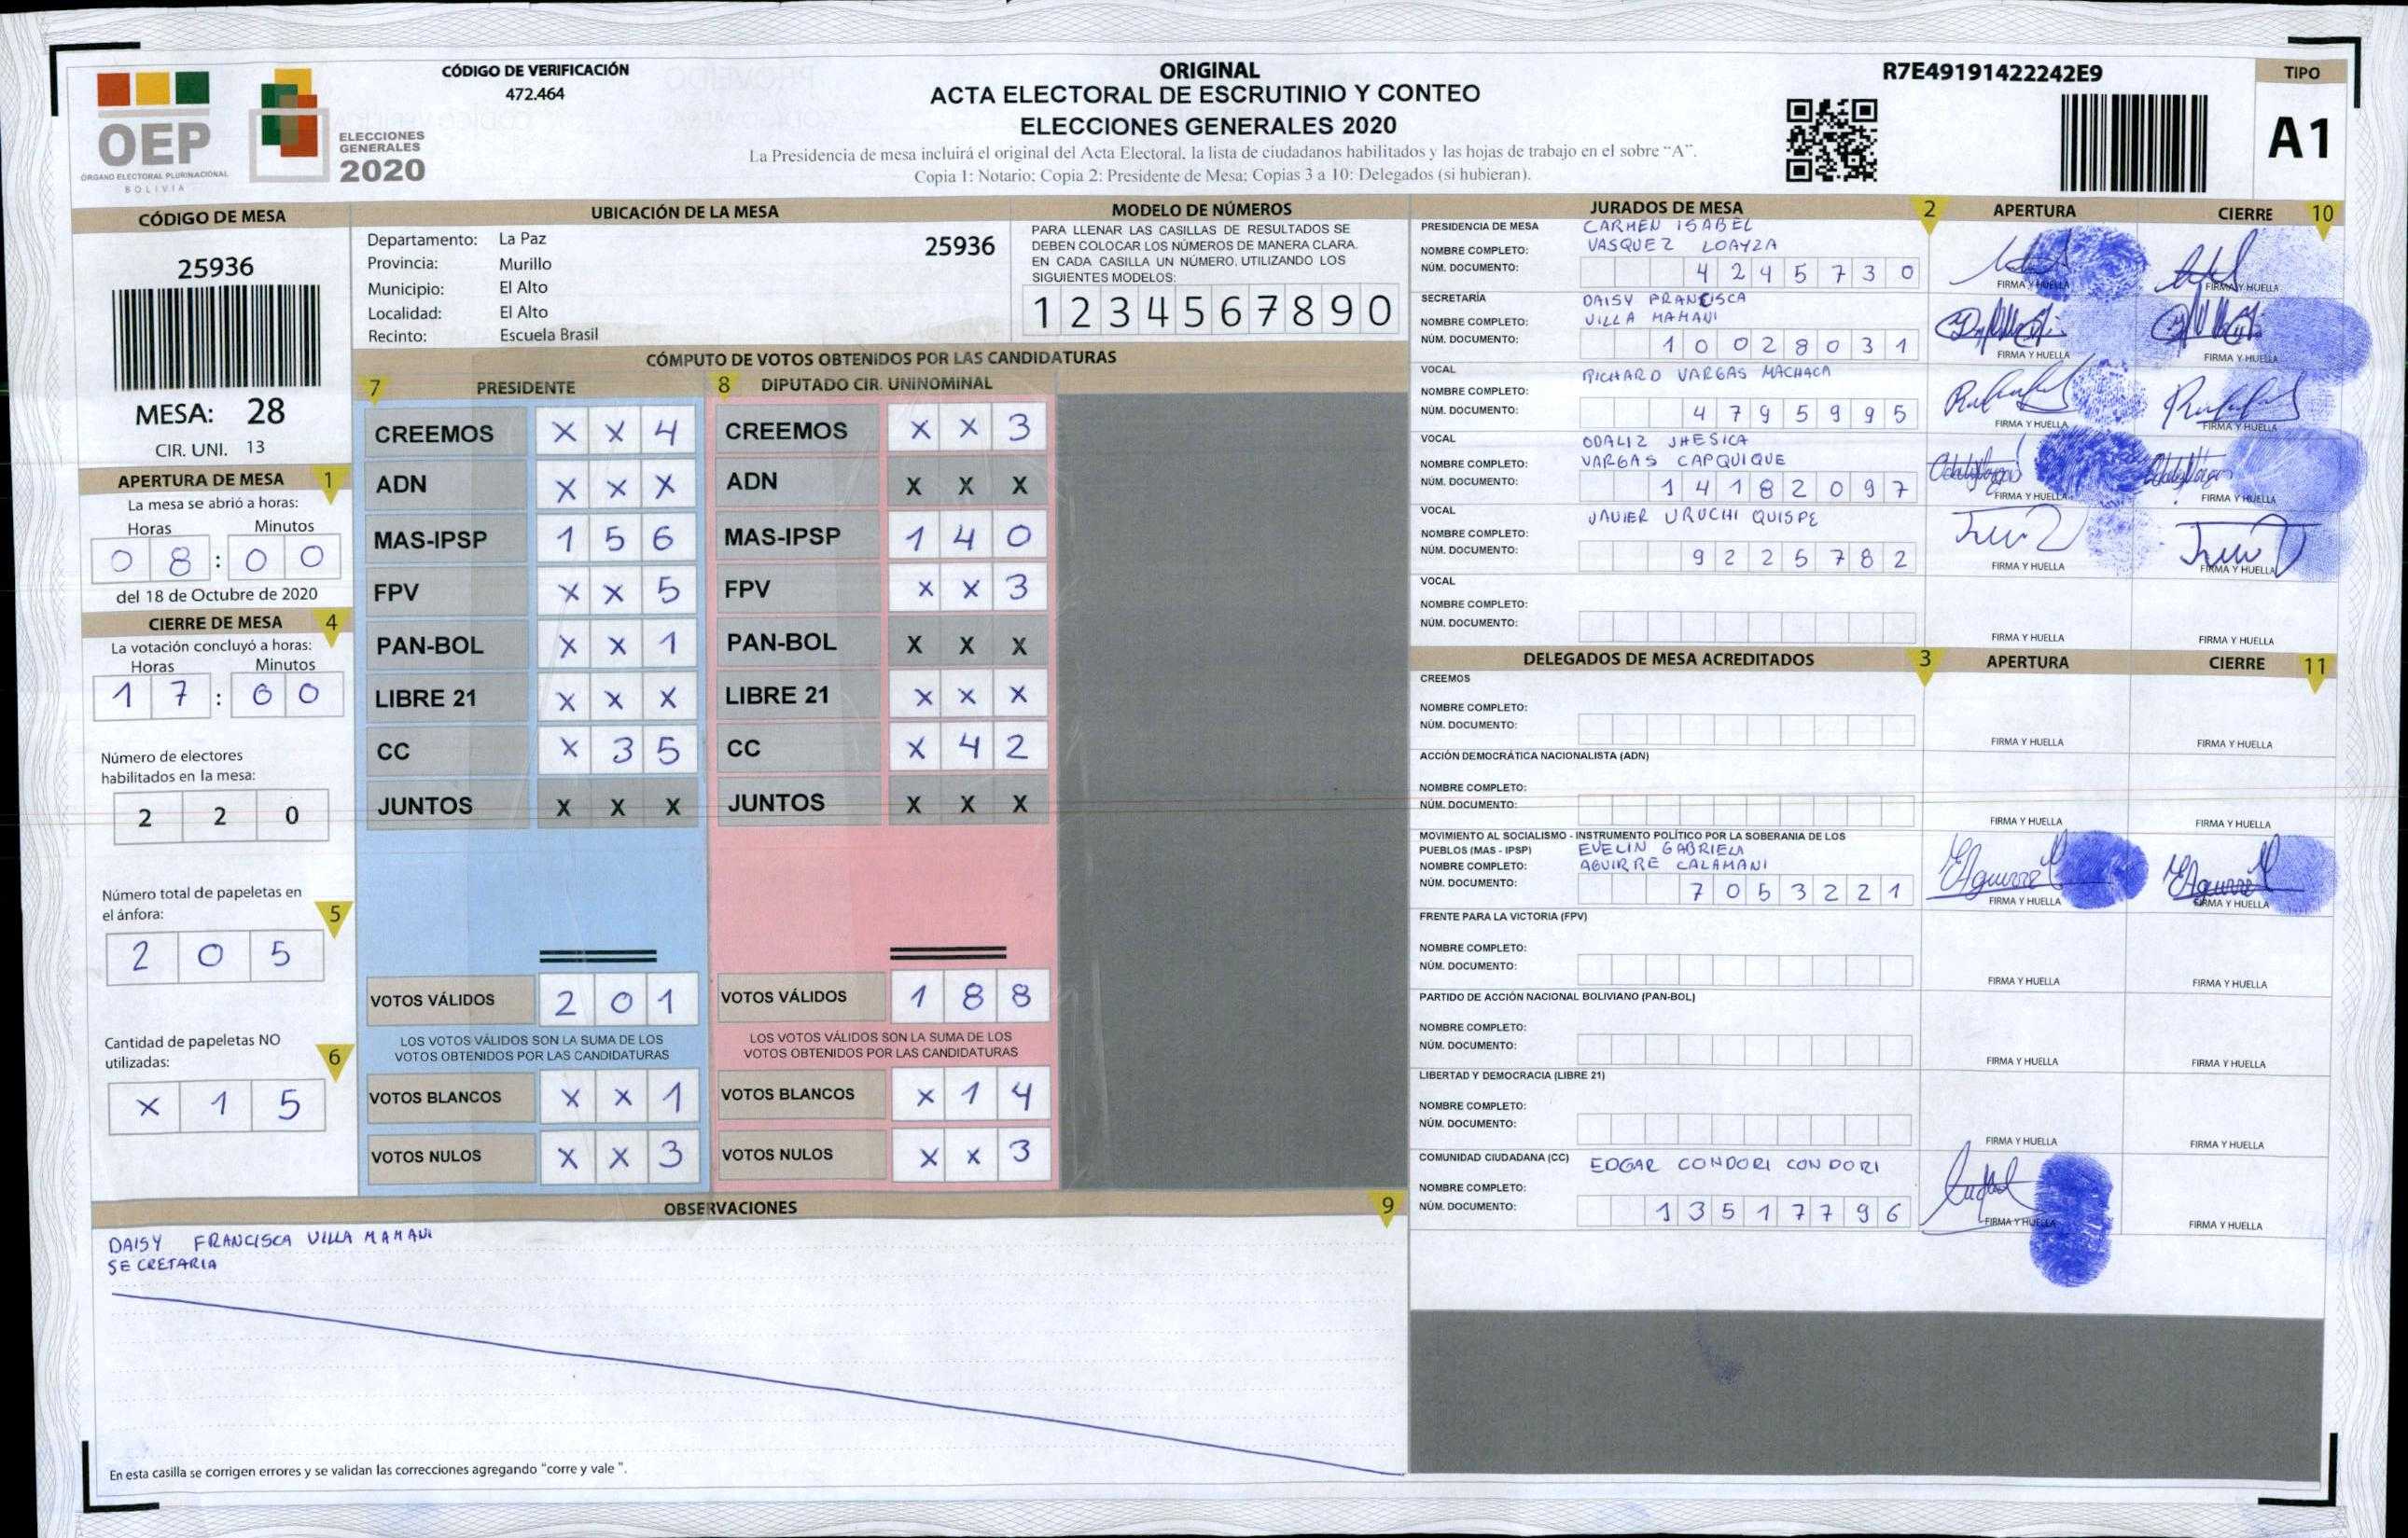 OEP
ÓRGANO ELECTORAL PLURINACIONAL
BOLIVIA
ELECCIONES
GENERALES
2020
CÓDIGO DE VERIFICACIÓN
472.464
ORIGINAL
ACTA ELECTORAL DE ESCRUTINIO Y CONTEO
ELECCIONES GENERALES 2020
La Presidencia de mesa incluirá el original del Acta Electoral, la lista de ciudadanos habilitados y las hojas de trabajo en el sobre "A".
Copia 1: Notario; Copia 2: Presidente de Mesa; Copias 3 a 10: Delegados (si hubieran).
R7E49191422242E9
TIPO
A1
CÓDIGO DE MESA
25936
MESA: 28
CIR. UNI. 13
APERTURA DE MESA 1
La mesa se abrió a horas:
Horas Minutos
0 8 : 0 0
del 18 de Octubre de 2020
CIERRE DE MESA 4
La votación concluyó a horas:
Horas Minutos
1 7 : 0 0
Número de electores
habilitados en la mesa:
2 2 0
Número total de papeletas en
el ánfora: 5
2 0 5
Cantidad de papeletas NO
utilizadas: 6
X 1 5
UBICACIÓN DE LA MESA
Departamento: La Paz 25936
Provincia: Murillo
Municipio: El Alto
Localidad: El Alto
Recinto: Escuela Brasil
MODELO DE NÚMEROS
PARA LLENAR LAS CASILLAS DE RESULTADOS SE
DEBEN COLOCAR LOS NÚMEROS DE MANERA CLARA.
EN CADA CASILLA UN NÚMERO, UTILIZANDO LOS
SIGUIENTES MODELOS:
1 2 3 4 5 6 7 8 9 0
CÓMPUTO DE VOTOS OBTENIDOS POR LAS CANDIDATURAS
7 PRESIDENTE
CREEMOS X X 4
ADN X X X
MAS-IPSP 1 5 6
FPV X X 5
PAN-BOL X X 1
LIBRE 21 X X X
CC X 3 5
JUNTOS X X X
VOTOS VÁLIDOS 2 0 1
LOS VOTOS VÁLIDOS SON LA SUMA DE LOS
VOTOS OBTENIDOS POR LAS CANDIDATURAS
VOTOS BLANCOS X X 1
VOTOS NULOS X X 3
8 DIPUTADO CIR. UNINOMINAL
CREEMOS X X 3
ADN X X X
MAS-IPSP 1 4 0
FPV X X 3
PAN-BOL X X X
LIBRE 21 X X X
CC X 4 2
JUNTOS X X X
VOTOS VÁLIDOS 1 8 8
LOS VOTOS VÁLIDOS SON LA SUMA DE LOS
VOTOS OBTENIDOS POR LAS CANDIDATURAS
VOTOS BLANCOS X 1 4
VOTOS NULOS X X 3
OBSERVACIONES 9
DAISY FRANCISCA VILLA MAMANI
SECRETARIA
En esta casilla se corrigen errores y se validan las correcciones agregando "corre y vale ".
JURADOS DE MESA 2 APERTURA CIERRE 10
PRESIDENCIA DE MESA CARMEN ISABEL
NOMBRE COMPLETO: VASQUEZ LOAYZA
NÚM. DOCUMENTO: 4 2 4 5 7 3 0
FIRMA Y HUELLA FIRMA Y HUELLA
SECRETARÍA DAISY FRANCISCA
NOMBRE COMPLETO: VILLA MAMANI
NÚM. DOCUMENTO: 1 0 0 2 8 0 3 1
FIRMA Y HUELLA FIRMA Y HUELLA
VOCAL RICHARD VARGAS MACHACA
NOMBRE COMPLETO:
NÚM. DOCUMENTO: 4 7 9 5 9 9 5
FIRMA Y HUELLA FIRMA Y HUELLA
VOCAL ODALIZ JHESICA
NOMBRE COMPLETO: VARGAS CAPQUIQUE
NÚM. DOCUMENTO: 1 4 1 8 2 0 9 7
FIRMA Y HUELLA FIRMA Y HUELLA
VOCAL JAVIER URUCHI QUISPE
NOMBRE COMPLETO:
NÚM. DOCUMENTO: 9 2 2 5 7 8 2
FIRMA Y HUELLA FIRMA Y HUELLA
VOCAL
NOMBRE COMPLETO:
NÚM. DOCUMENTO:
FIRMA Y HUELLA FIRMA Y HUELLA
DELEGADOS DE MESA ACREDITADOS 3 APERTURA CIERRE 11
CREEMOS
NOMBRE COMPLETO:
NÚM. DOCUMENTO:
FIRMA Y HUELLA FIRMA Y HUELLA
ACCIÓN DEMOCRÁTICA NACIONALISTA (ADN)
NOMBRE COMPLETO:
NÚM. DOCUMENTO:
FIRMA Y HUELLA FIRMA Y HUELLA
MOVIMIENTO AL SOCIALISMO - INSTRUMENTO POLÍTICO POR LA SOBERANIA DE LOS
PUEBLOS (MAS - IPSP) EVELIN GABRIELA
NOMBRE COMPLETO: AGUIRRE CALAMANI
NÚM. DOCUMENTO: 7 0 5 3 2 2 1
FIRMA Y HUELLA FIRMA Y HUELLA
FRENTE PARA LA VICTORIA (FPV)
NOMBRE COMPLETO:
NÚM. DOCUMENTO:
FIRMA Y HUELLA FIRMA Y HUELLA
PARTIDO DE ACCIÓN NACIONAL BOLIVIANO (PAN-BOL)
NOMBRE COMPLETO:
NÚM. DOCUMENTO:
FIRMA Y HUELLA FIRMA Y HUELLA
LIBERTAD Y DEMOCRACIA (LIBRE 21)
NOMBRE COMPLETO:
NÚM. DOCUMENTO:
FIRMA Y HUELLA FIRMA Y HUELLA
COMUNIDAD CIUDADANA (CC) EDGAR CONDORI CONDORI
NOMBRE COMPLETO:
NÚM. DOCUMENTO: 1 3 5 1 7 7 9 6
FIRMA Y HUELLA FIRMA Y HUELLA